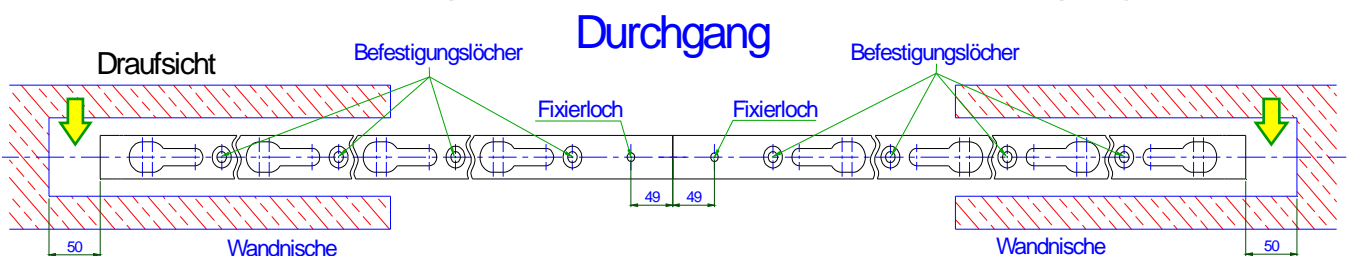 Durchgang
Draufsicht
Befestigungslöcher
Befestigungslöcher
Fixierloch
Fixierloch
49
49
50
Wandnische
Wandnische
50